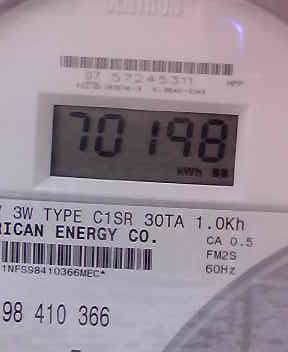 07 57245311
70198
kWh
3W TYPE C1SR 30TA 1.0Kh
RICAN ENERGY CO.
CA 0.5
FM2S
60Hz
1NFS98410366MEC*
98 410 366